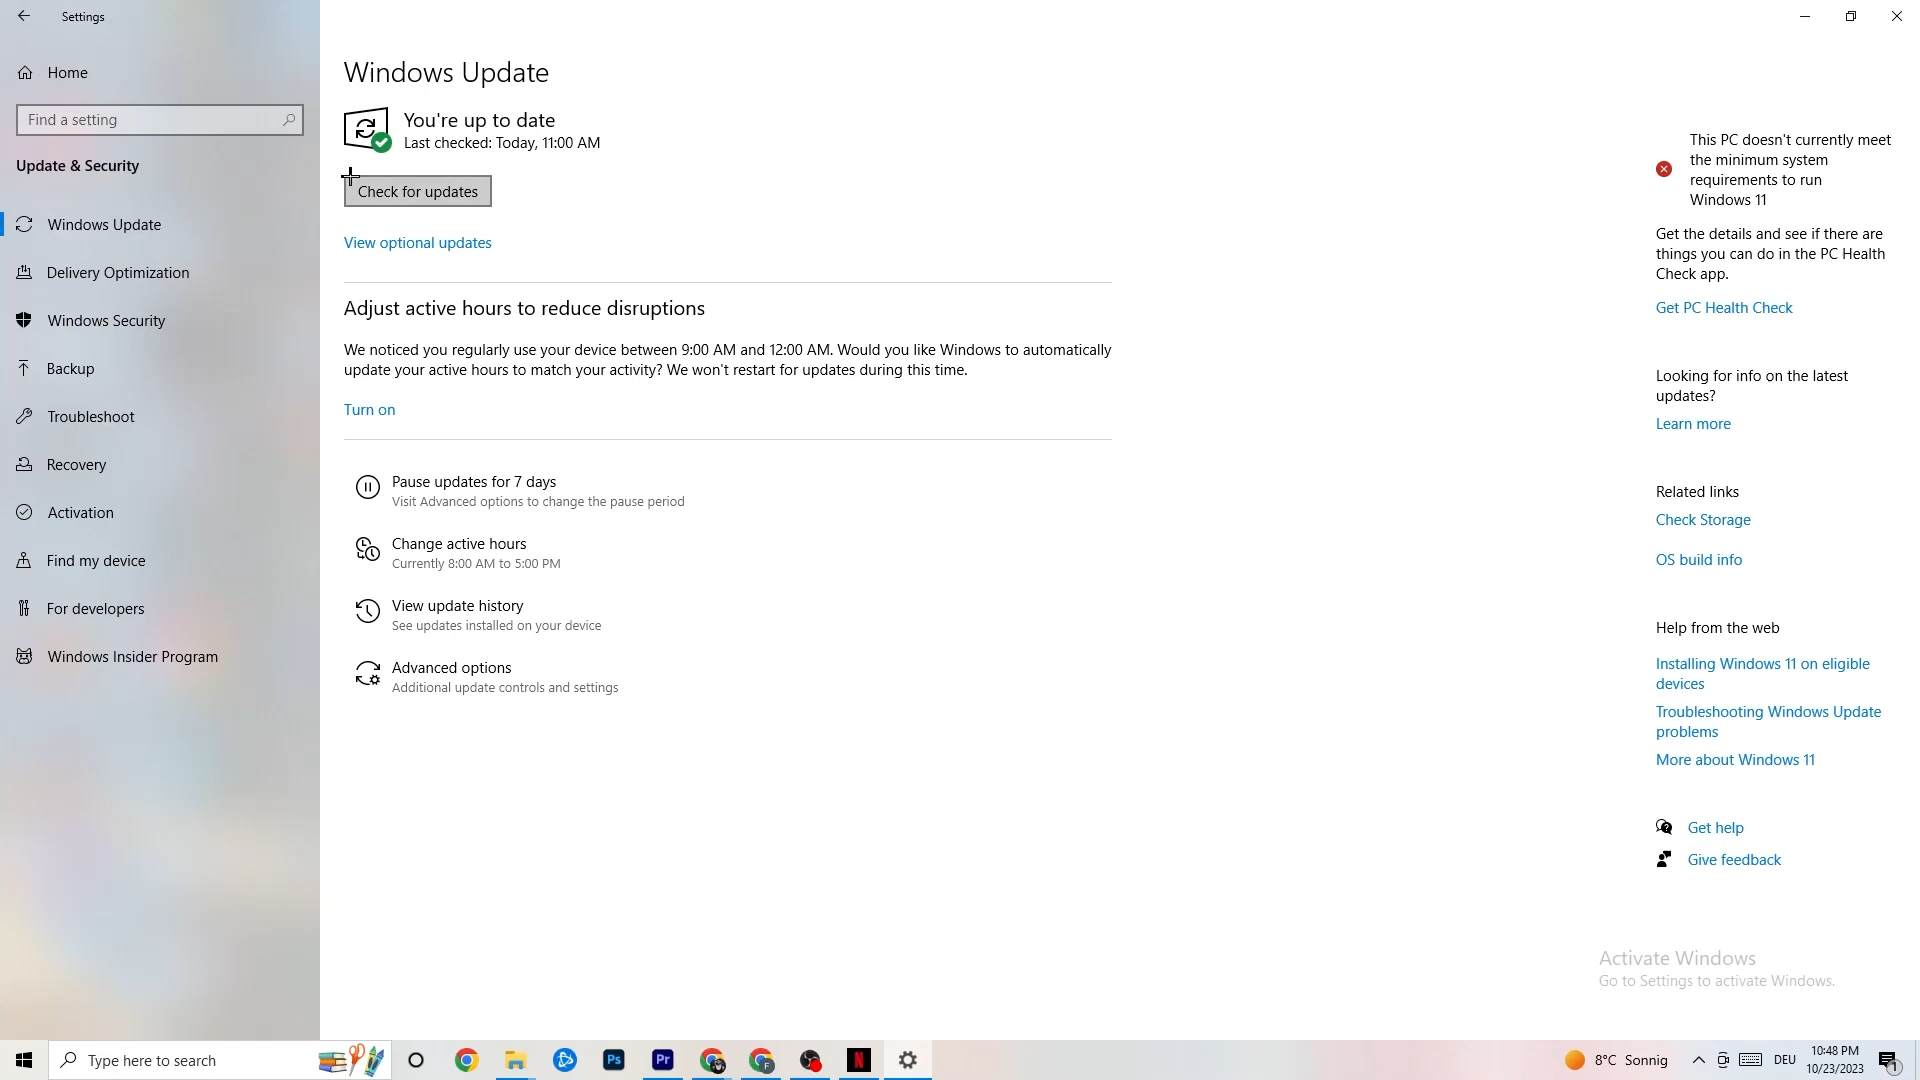 Settings
Home
Find a setting
Update & Security
Windows Update
Delivery Optimization
Windows Security
Backup
Troubleshoot
Recovery
Activation
Find my device
For developers
Windows Insider Program
Windows Update
You're up to date
Last checked: Today, 11:00 AM
Check for updates
View optional updates
Adjust active hours to reduce disruptions
We noticed you regularly use your device between 9:00 AM and 12:00 AM. Would you like Windows to automatically
update your active hours to match your activity? We won't restart for updates during this time.
Turn on
Pause updates for 7 days
Visit Advanced options to change the pause period
Change active hours
Currently 8:00 AM to 5:00 PM
View update history
See updates installed on your device
Advanced options
Additional update controls and settings
This PC doesn't currently meet
the minimum system
requirements to run
Windows 11
Get the details and see if there are
things you can do in the PC Health
Check app.
Get PC Health Check
Looking for info on the latest
updates?
Learn more
Related links
Check Storage
OS build info
Help from the web
Installing Windows 11 on eligible
devices
Troubleshooting Windows Update
problems
More about Windows 11
Get help
Give feedback
Activate Windows
Go to Settings to activate Windows.
Type here to search
Ps
Pr
F
N
8°C Sonnig
DEU
10:48 PM
10/23/2023
1